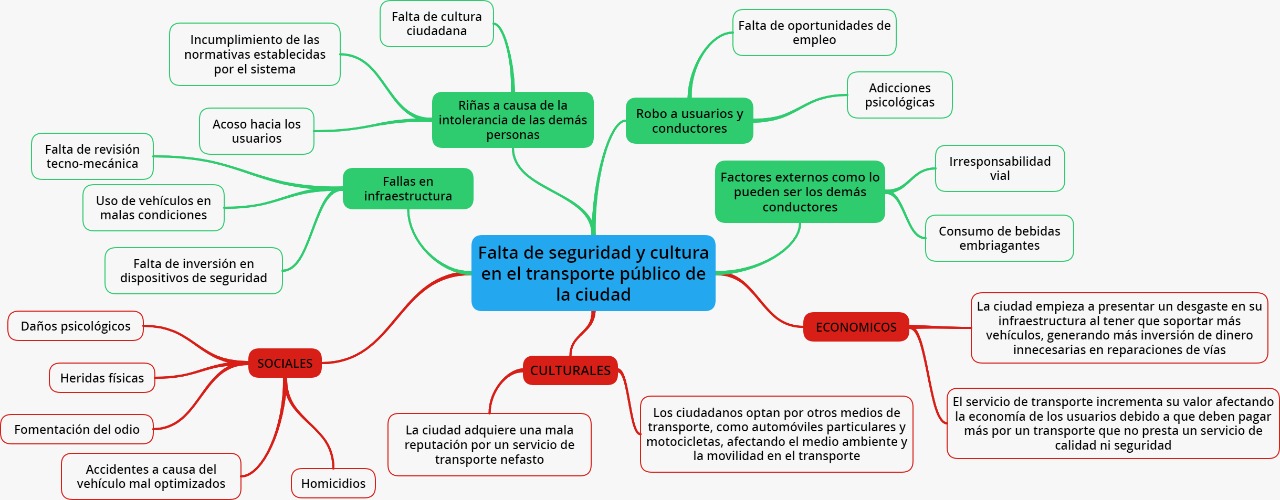 Falta de cultura
ciudadana
Incumplimiento de las
normativas establecidas
por el sistema
Acoso hacia los
usuarios
Riñas a causa de la
intolerancia de las demás
personas
Falta de oportunidades de
empleo
Adicciones
psicológicas
Robo a usuarios y
conductores
Falta de revisión
tecno-mecánica
Uso de vehículos en
malas condiciones
Falta de inversión en
dispositivos de seguridad
Fallas en
infraestructura
Factores externos como lo
pueden ser los demás
conductores
Irresponsabilidad
vial
Consumo de bebidas
embriagantes
Falta de seguridad y cultura
en el transporte público de
la ciudad
Daños psicológicos
Heridas físicas
Fomentación del odio
Accidentes a causa del
vehículo mal optimizados
Homicidios
SOCIALES
CULTURALES
La ciudad adquiere una mala
reputación por un servicio de
transporte nefasto
Los ciudadanos optan por otros medios de
transporte, como automóviles particulares y
motocicletas, afectando el medio ambiente y
la movilidad en el transporte
ECONOMICOS
La ciudad empieza a presentar un desgaste en su
infraestructura al tener que soportar más
vehículos, generando más inversión de dinero
innecesarias en reparaciones de vías
El servicio de transporte incrementa su valor afectando
la economía de los usuarios debido a que deben pagar
más por un transporte que no presta un servicio de
calidad ni seguridad